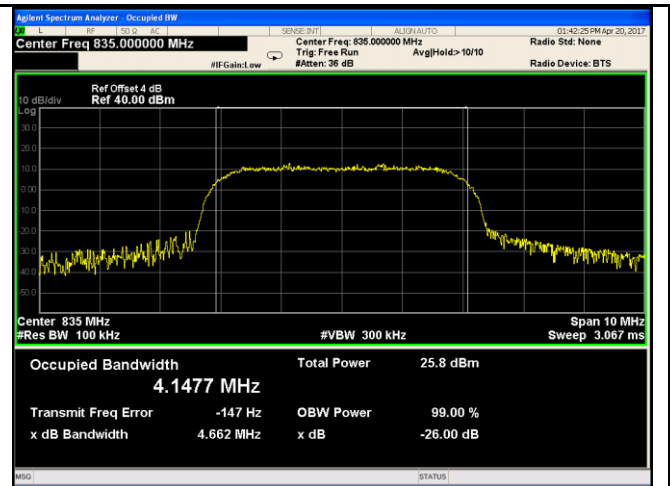 Agilent Spectrum Analyzer - Occupied BW
L RF 50 Ω AC SENSE:INT ALIGNAUTO 01:42:25 PM Apr 20, 2017
Center Freq 835.000000 MHz Center Freq: 835.000000 MHz Radio Std: None
Trig: Free Run Avg|Hold:> 10/10
#IFGain:Low #Atten: 36 dB Radio Device: BTS
Ref Offset 4 dB
10 dB/div Ref 40.00 dBm
Log
30.0
20.0
10.0
0.00
-10.0
-20.0
-30.0
-40.0
-50.0
Center 835 MHz Span 10 MHz
#Res BW 100 kHz #VBW 300 kHz Sweep 3.067 ms
Occupied Bandwidth Total Power 25.8 dBm
4.1477 MHz
Transmit Freq Error -147 Hz OBW Power 99.00 %
x dB Bandwidth 4.662 MHz x dB -26.00 dB
MSG STATUS